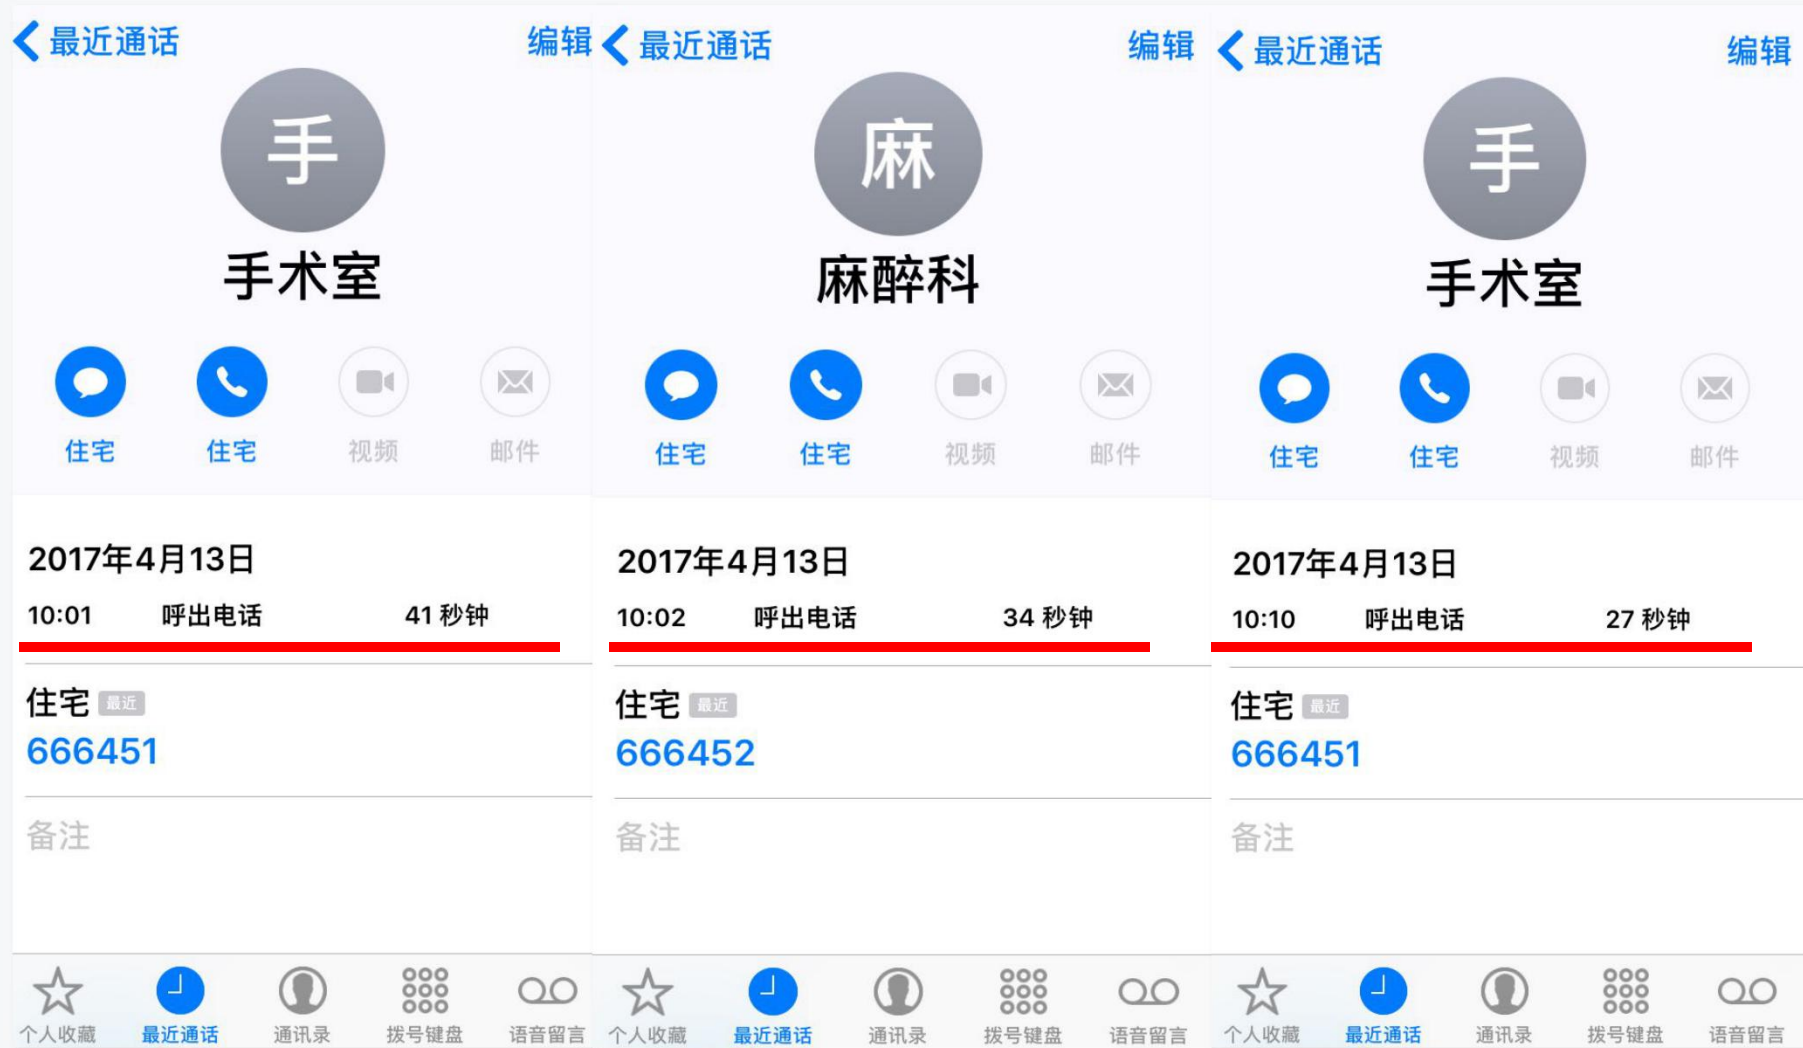 最近通话 编辑
手
手术室
住宅 住宅 视频 邮件
2017年4月13日
10:01 呼出电话 41 秒钟
住宅 最近
666451
备注
个人收藏 最近通话 通讯录 拨号键盘 语音留言
最近通话 编辑
麻
麻醉科
住宅 住宅 视频 邮件
2017年4月13日
10:02 呼出电话 34 秒钟
住宅 最近
666452
备注
个人收藏 最近通话 通讯录 拨号键盘 语音留言
最近通话 编辑
手
手术室
住宅 住宅 视频 邮件
2017年4月13日
10:10 呼出电话 27 秒钟
住宅 最近
666451
备注
个人收藏 最近通话 通讯录 拨号键盘 语音留言